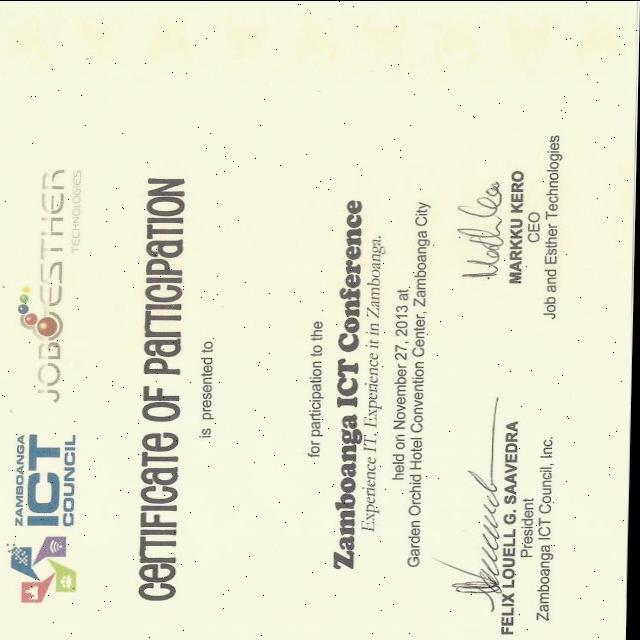 ZAMBOANGA
ICT
COUNCIL
JOB ESTHER
TECHNOLOGIES
CERTIFICATE OF PARTICIPATION
is presented to
for participation to the
Zamboanga ICT Conference
Experience IT, Experience it in Zamboanga.
held on November 27, 2013 at
Garden Orchid Hotel Convention Center, Zamboanga City
FELIX LOUELL G. SAAVEDRA
President
Zamboanga ICT Council, Inc.
MARKKU KERO
CEO
Job and Esther Technologies